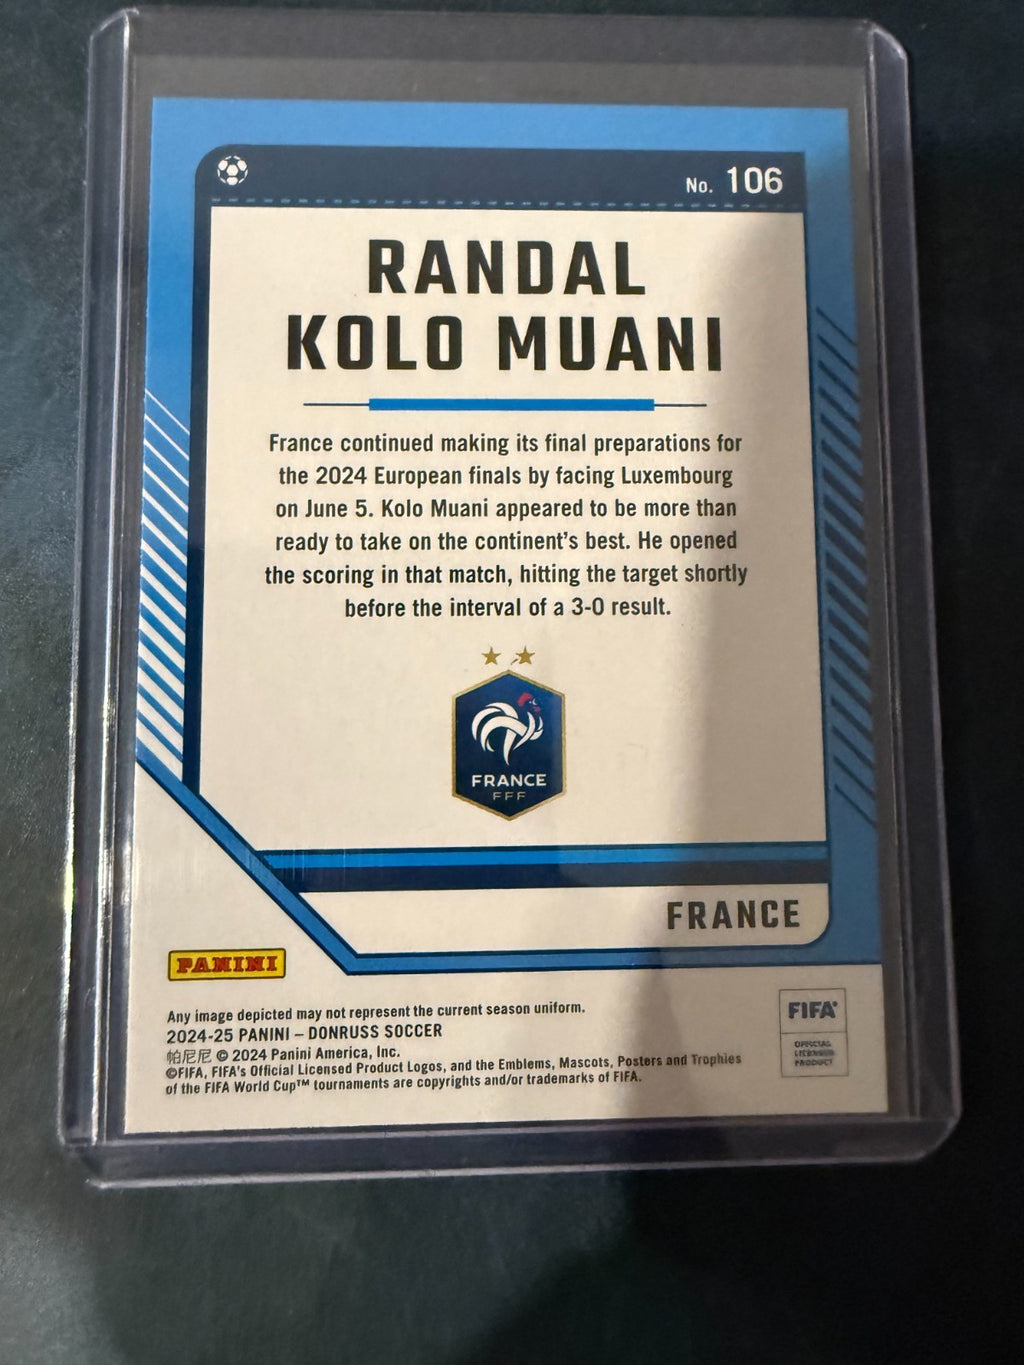 No. 106
RANDAL
KOLO MUANI
France continued making its final preparations for
the 2024 European finals by facing Luxembourg
on June 5. Kolo Muani appeared to be more than
ready to take on the continent's best. He opened
the scoring in that match, hitting the target shortly
before the interval of a 3-0 result.
FRANCE
FFF
FRANCE
PANINI
Any image depicted may not represent the current season uniform.
2024-25 PANINI – DONRUSS SOCCER
帕尼尼 © 2024 Panini America, Inc.
©FIFA, FIFA's Official Licensed Product Logos, and the Emblems, Mascots, Posters and Trophies
of the FIFA World Cup™ tournaments are copyrights and/or trademarks of FIFA.
FIFA®
OFFICIAL
LICENSED
PRODUCT